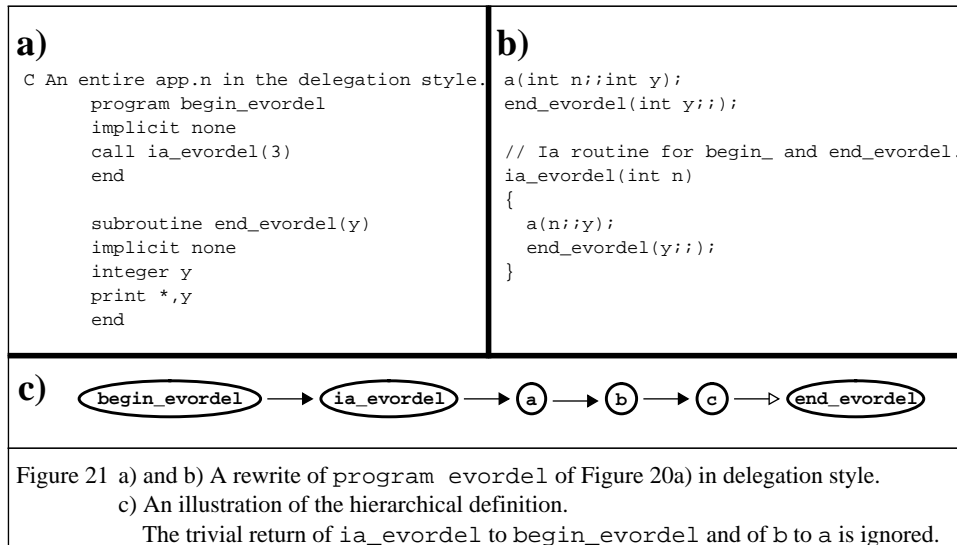 a)
C An entire app.n in the delegation style.
program begin_evordel
implicit none
call ia_evordel(3)
end
subroutine end_evordel(y)
implicit none
integer y
print *,y
end
b)
a(int n;;int y);
end_evordel(int y;;);
// Ia routine for begin_ and end_evordel.
ia_evordel(int n)
{
a(n;;y);
end_evordel(y;;);
}
c)
begin_evordel ia_evordel a b c end_evordel
Figure 21 a) and b) A rewrite of program evordel of Figure 20a) in delegation style.
c) An illustration of the hierarchical definition.
The trivial return of ia_evordel to begin_evordel and of b to a is ignored.